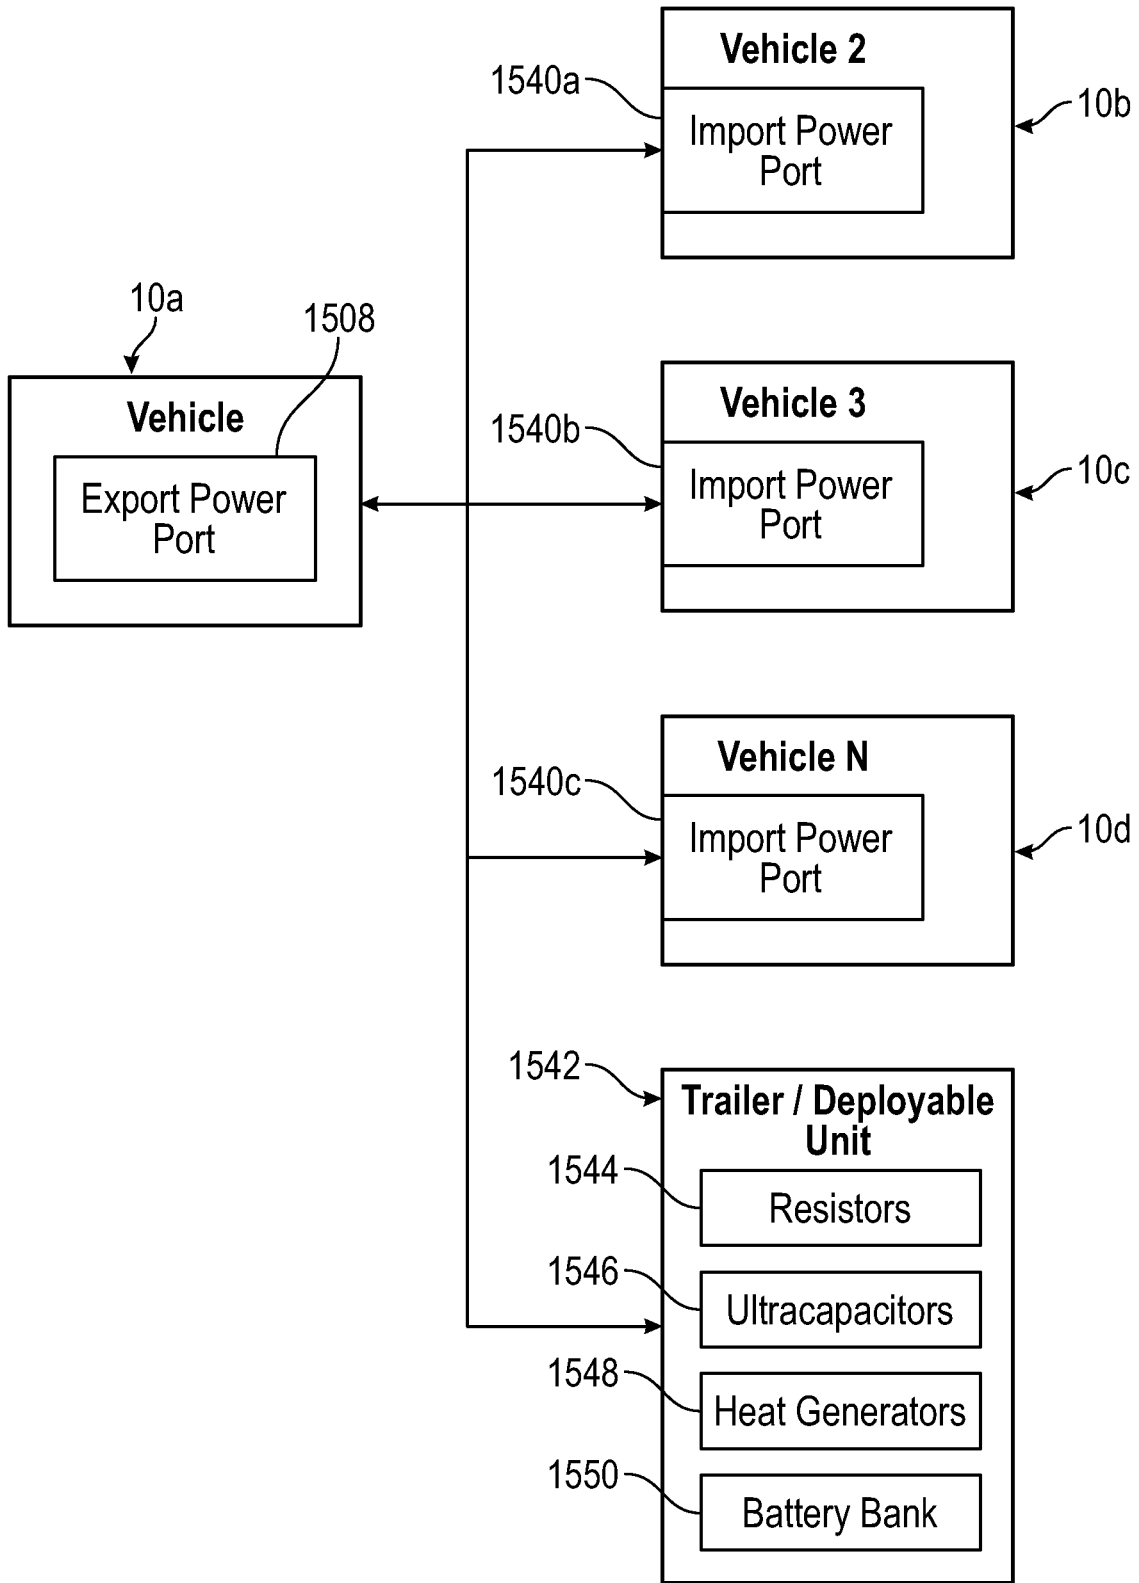 Vehicle 2
1540a
10b
Import Power
Port
10a
1508
Vehicle
Export Power
Port
Vehicle 3
1540b
10c
Import Power
Port
Vehicle N
1540c
10d
Import Power
Port
1542
Trailer / Deployable
Unit
1544
Resistors
1546
Ultracapacitors
1548
Heat Generators
1550
Battery Bank